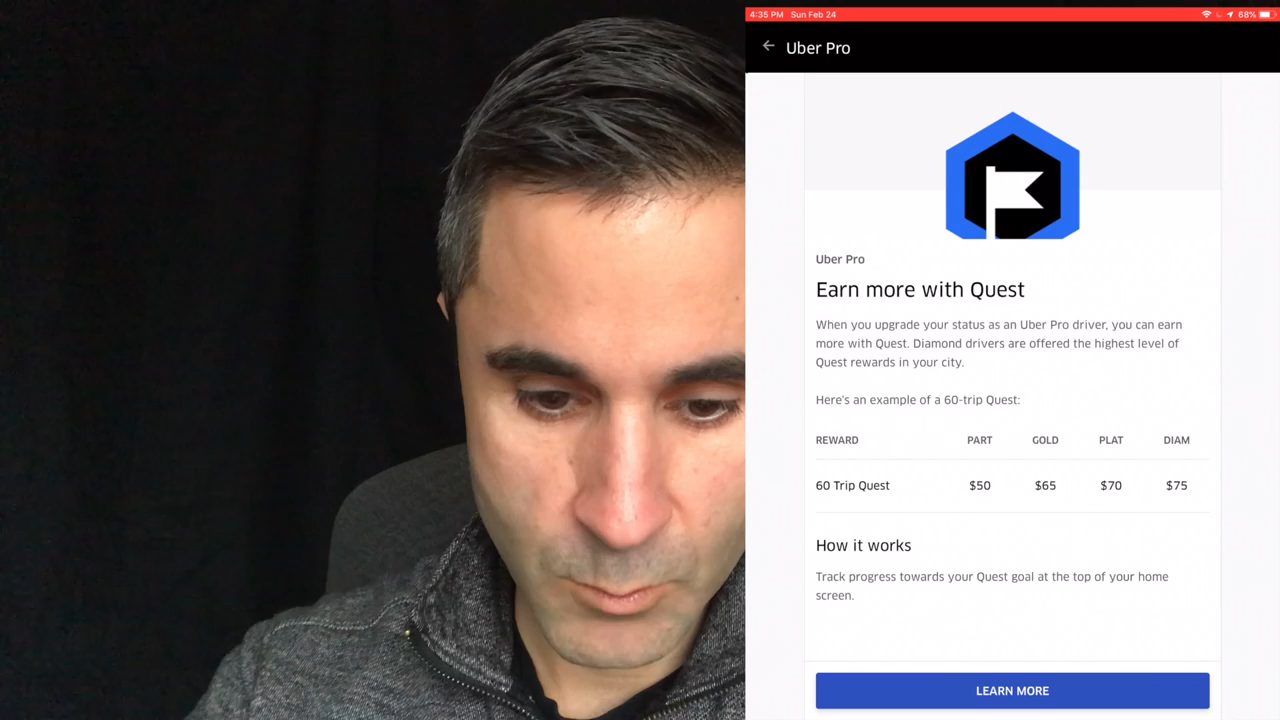 4:35 PM Sun Feb 24 68%
Uber Pro
Uber Pro
Earn more with Quest
When you upgrade your status as an Uber Pro driver, you can earn
more with Quest. Diamond drivers are offered the highest level of
Quest rewards in your city.
Here's an example of a 60-trip Quest:
REWARD PART GOLD PLAT DIAM
60 Trip Quest $50 $65 $70 $75
How it works
Track progress towards your Quest goal at the top of your home
screen.
LEARN MORE